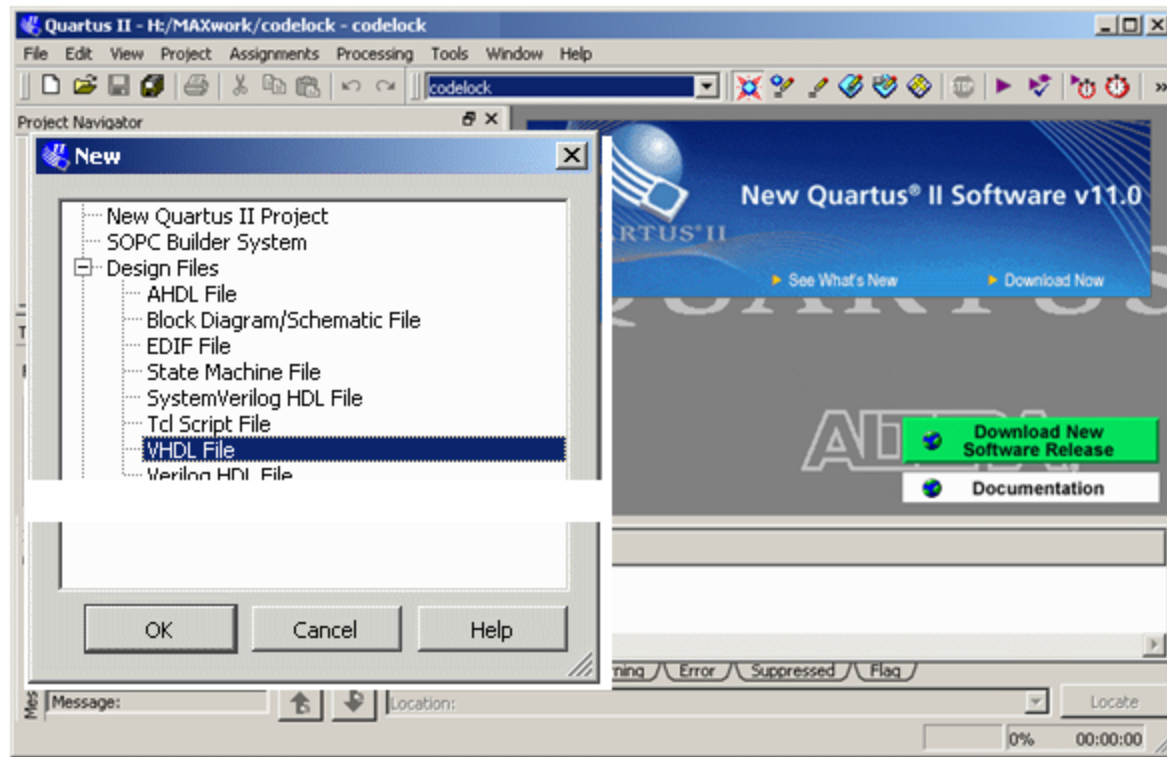 Quartus II - H:/MAXwork/codelock - codelock
File Edit View Project Assignments Processing Tools Window Help
codelock
Project Navigator
New
New Quartus II Project
SOPC Builder System
Design Files
AHDL File
Block Diagram/Schematic File
EDIF File
State Machine File
SystemVerilog HDL File
Tcl Script File
VHDL File
Verilog HDL File
OK Cancel Help
New Quartus® II Software v11.0
RTUS®II
See What's New Download Now
QUARTUS
Download New
Software Release
Documentation
ning Error Suppressed Flag
Mes
Message: Location: Locate
0% 00:00:00